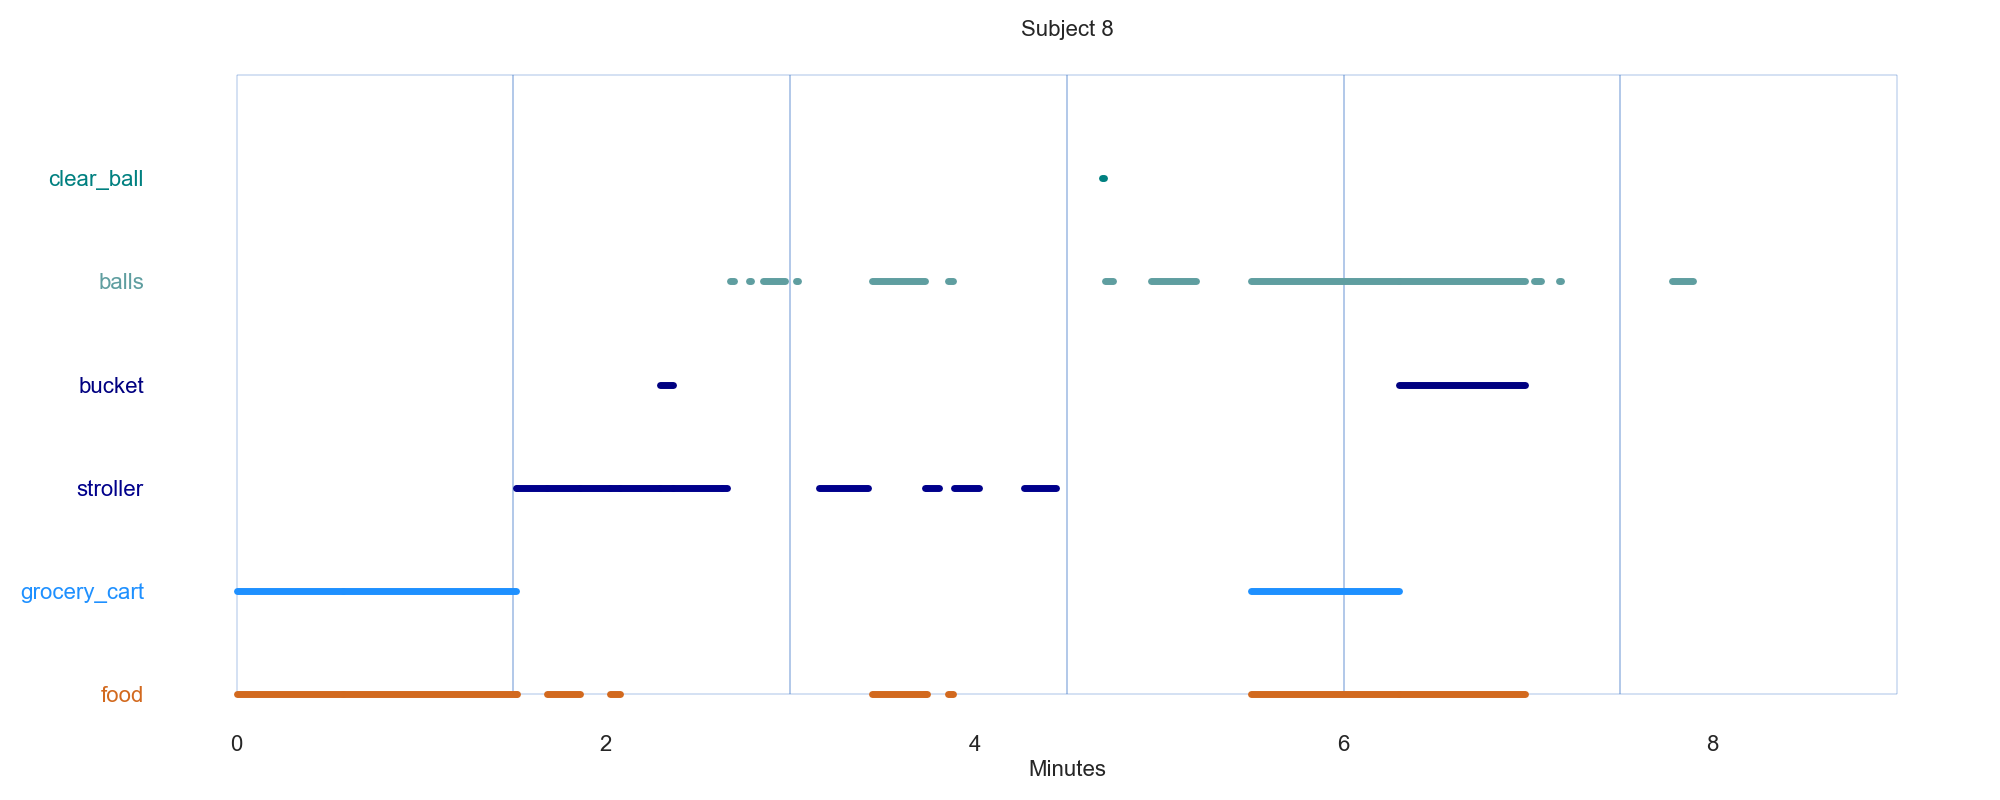 Subject 8
clear_ball
balls
bucket
stroller
grocery_cart
food
0 2 4 6 8
Minutes